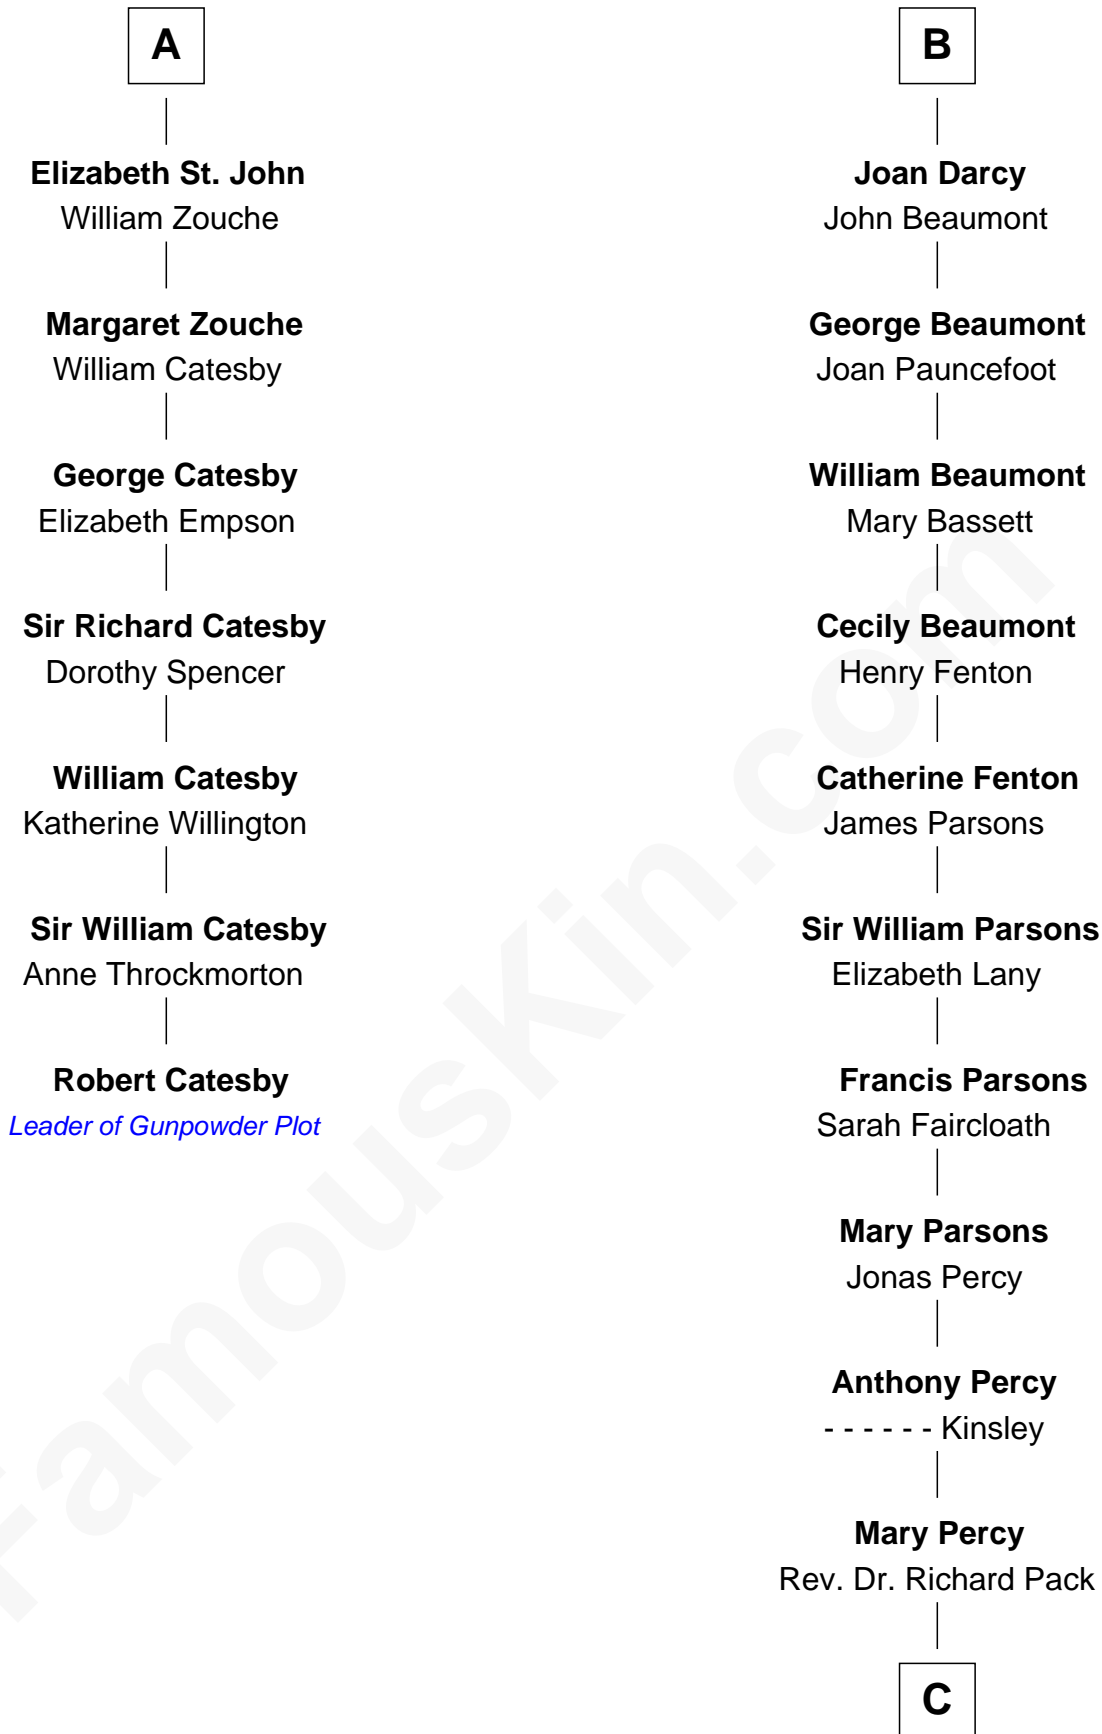 A
Elizabeth St. John
William Zouche
Margaret Zouche
William Catesby
George Catesby
Elizabeth Empson
Sir Richard Catesby
Dorothy Spencer
William Catesby
Katherine Willington
Sir William Catesby
Anne Throckmorton
Robert Catesby
Leader of Gunpowder Plot
B
Joan Darcy
John Beaumont
George Beaumont
Joan Pauncefoot
William Beaumont
Mary Bassett
Cecily Beaumont
Henry Fenton
Catherine Fenton
James Parsons
Sir William Parsons
Elizabeth Lany
Francis Parsons
Sarah Faircloath
Mary Parsons
Jonas Percy
Anthony Percy
- - - - - - Kinsley
Mary Percy
Rev. Dr. Richard Pack
C
FamousKin.com